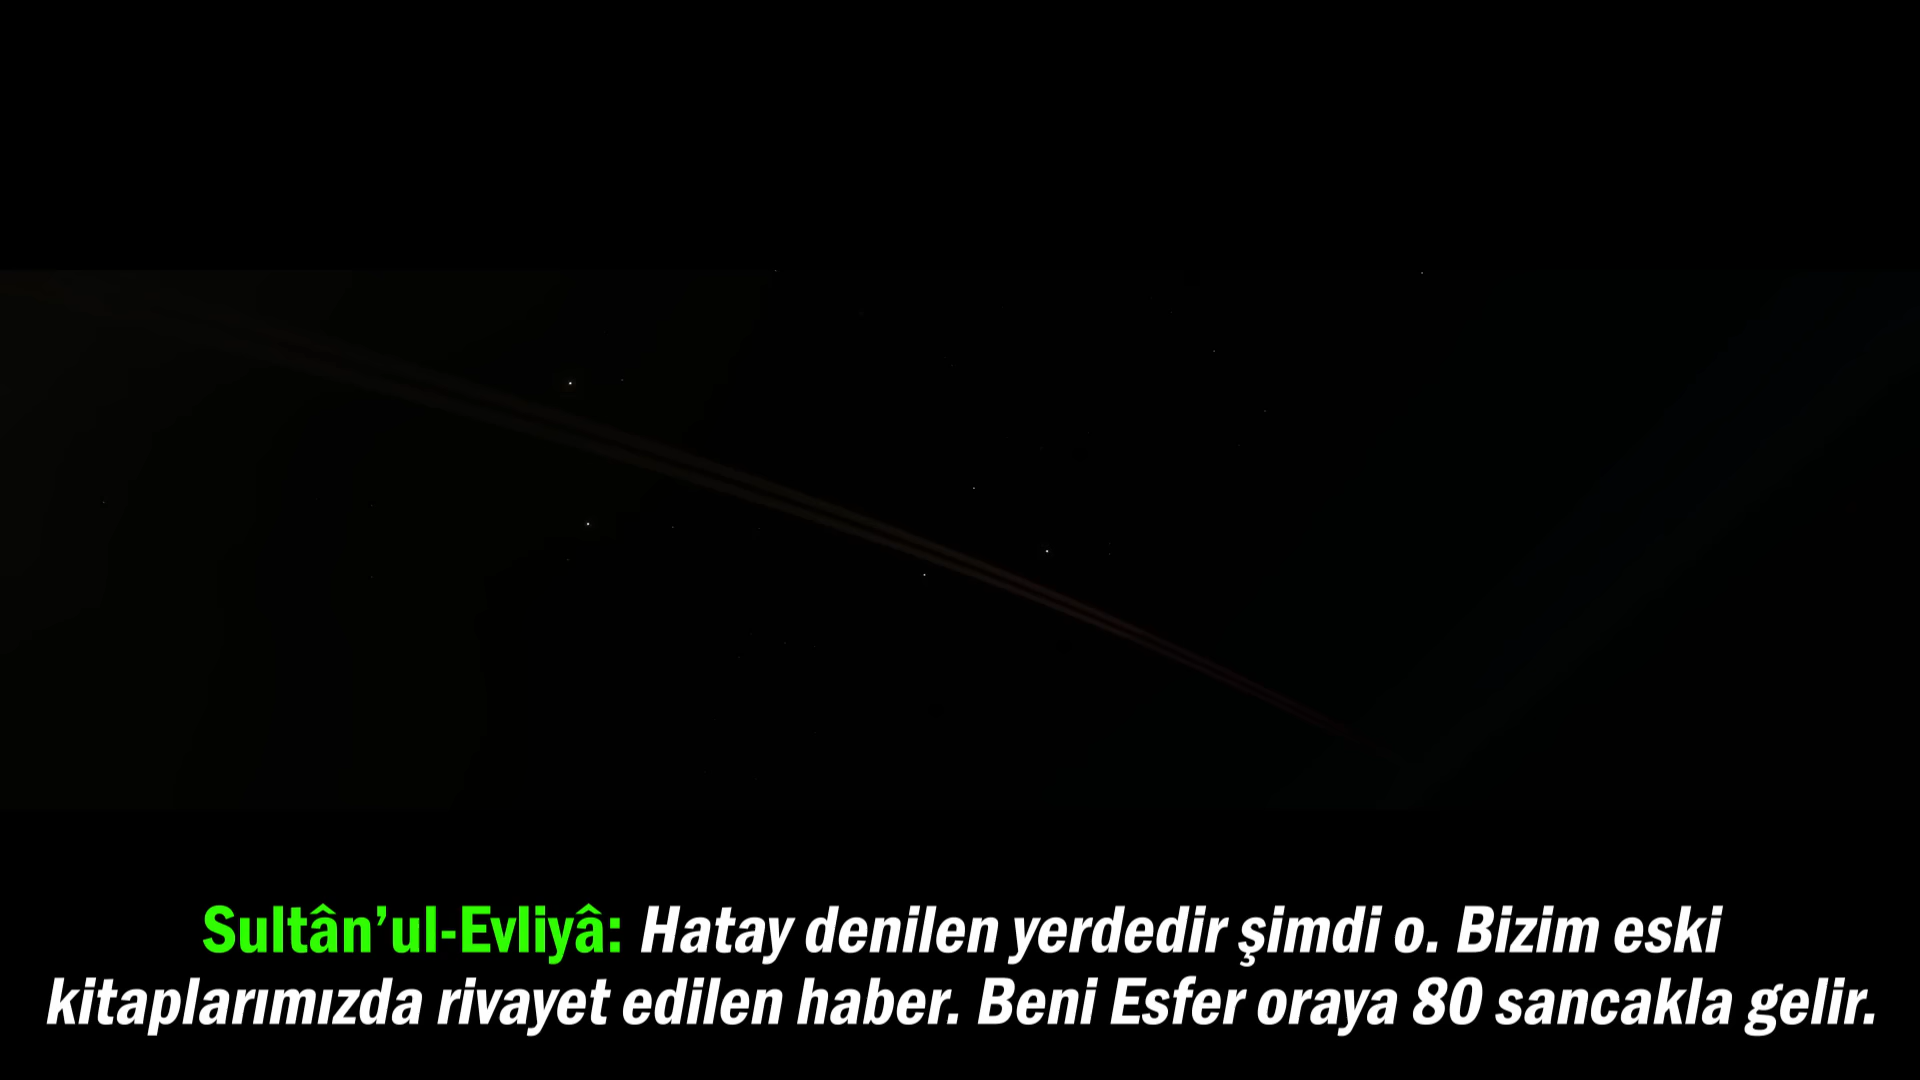 Sultân’ul-Evliyâ: Hatay denilen yerdedir şimdi o. Bizim eski
kitaplarımızda rivayet edilen haber. Beni Esfer oraya 80 sancakla gelir.